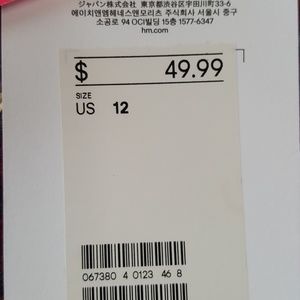 ジャパン株式会社 東京都渋谷区宇田川町33-6
에이치앤엠헤네스앤모리츠 주식회사 서울시 중구
소공로 94 OCI빌딩 15층 1577-6347
hm.com
$ 49.99
SIZE
US 12
067380 4 0123 46 8